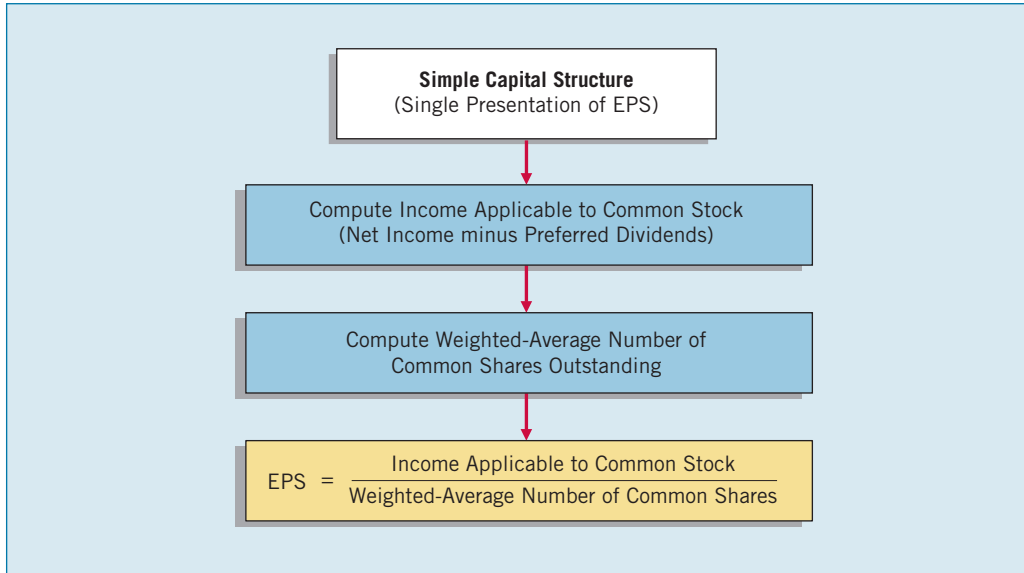 Simple Capital Structure
(Single Presentation of EPS)
Compute Income Applicable to Common Stock
(Net Income minus Preferred Dividends)
Compute Weighted-Average Number of
Common Shares Outstanding
EPS = Income Applicable to Common Stock
Weighted-Average Number of Common Shares